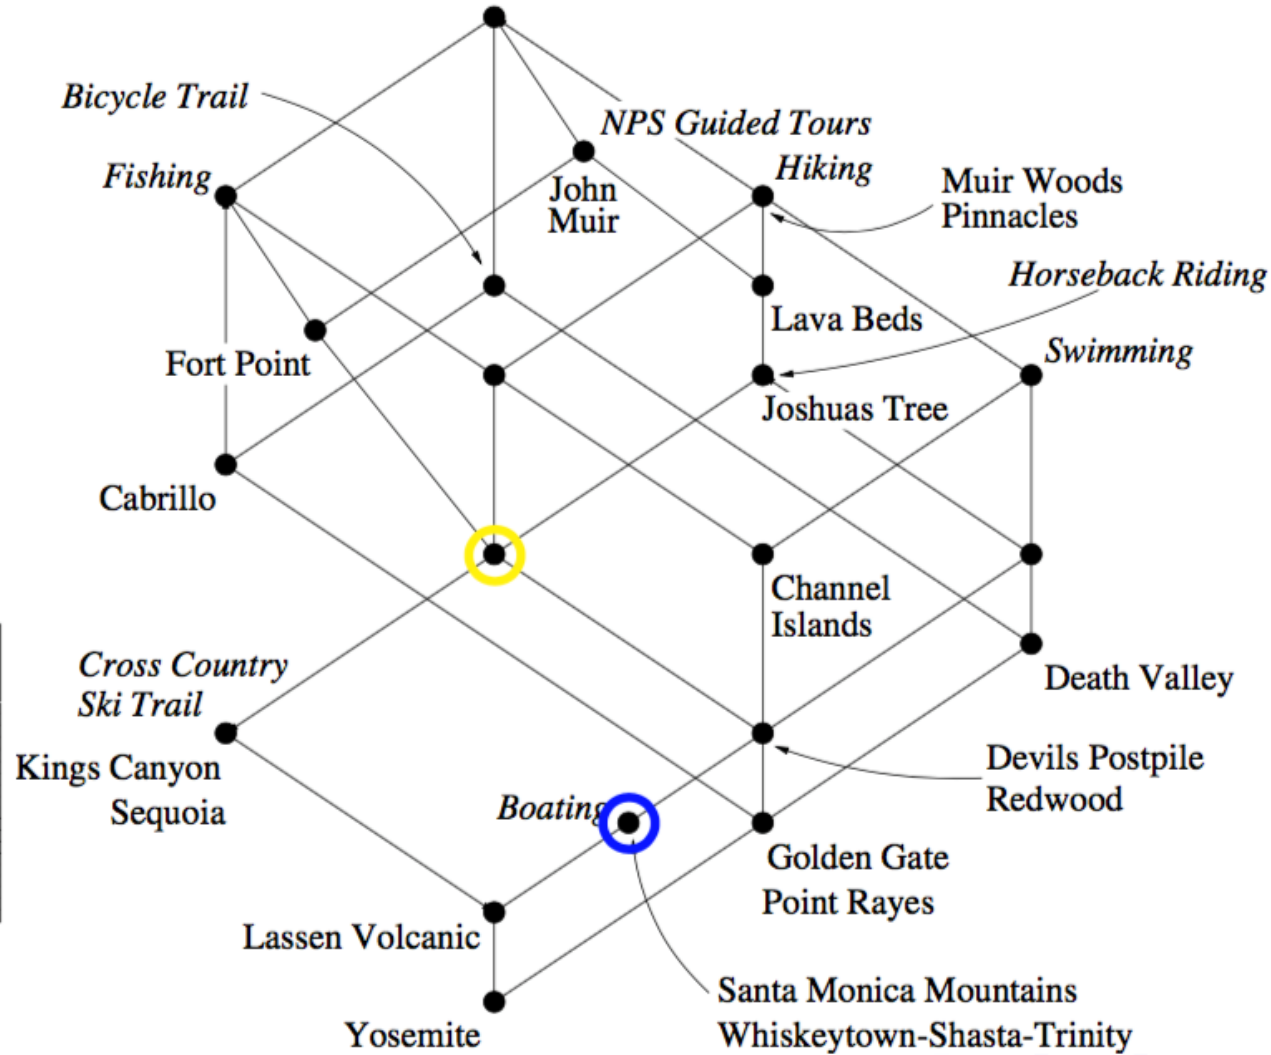 Bicycle Trail
NPS Guided Tours
Fishing
Hiking
John
Muir
Muir Woods
Pinnacles
Horseback Riding
Lava Beds
Swimming
Fort Point
Joshuas Tree
Cabrillo
Channel
Islands
Cross Country
Ski Trail
Death Valley
Kings Canyon
Sequoia
Devils Postpile
Redwood
Boating
Golden Gate
Point Rayes
Lassen Volcanic
Santa Monica Mountains
Whiskeytown-Shasta-Trinity
Yosemite